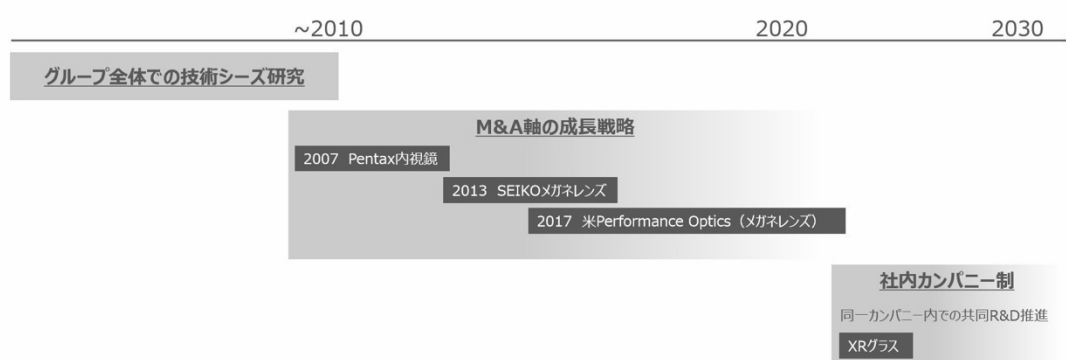 ~2010 2020 2030
グループ全体での技術シーズ研究
M&A軸の成長戦略
2007 Pentax内視鏡
2013 SEIKOメガネレンズ
2017 米Performance Optics（メガネレンズ）
社内カンパニー制
同一カンパニー内での共同R&D推進
XRグラス